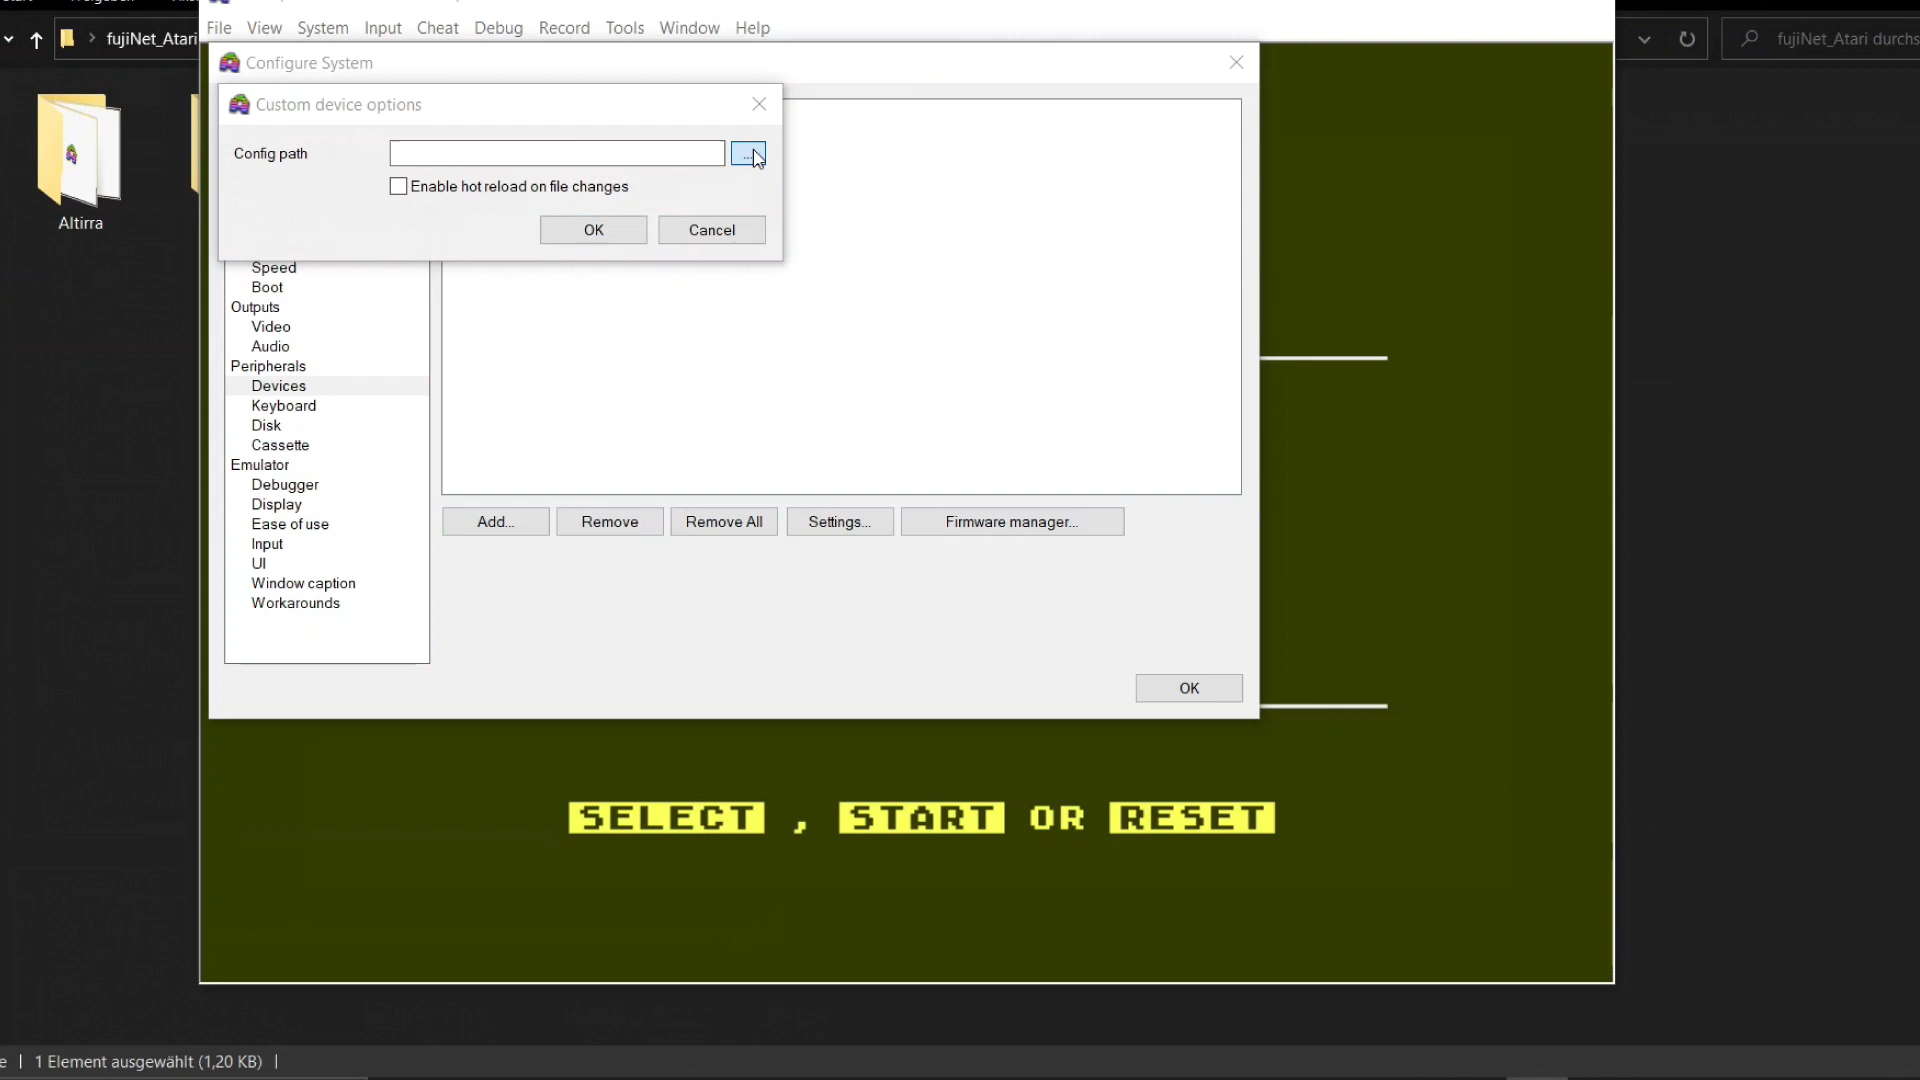 File View System Input Cheat Debug Record Tools Window Help
fujiNet_Atari
fujiNet_Atari durchs
Configure System
Custom device options
Config path
...
Enable hot reload on file changes
OK Cancel
Altirra
Speed
Boot
Outputs
Video
Audio
Peripherals
Devices
Keyboard
Disk
Cassette
Emulator
Debugger
Display
Ease of use
Input
UI
Window caption
Workarounds
Add... Remove Remove All Settings... Firmware manager...
OK
SELECT , START OR RESET
e | 1 Element ausgewählt (1,20 KB) |